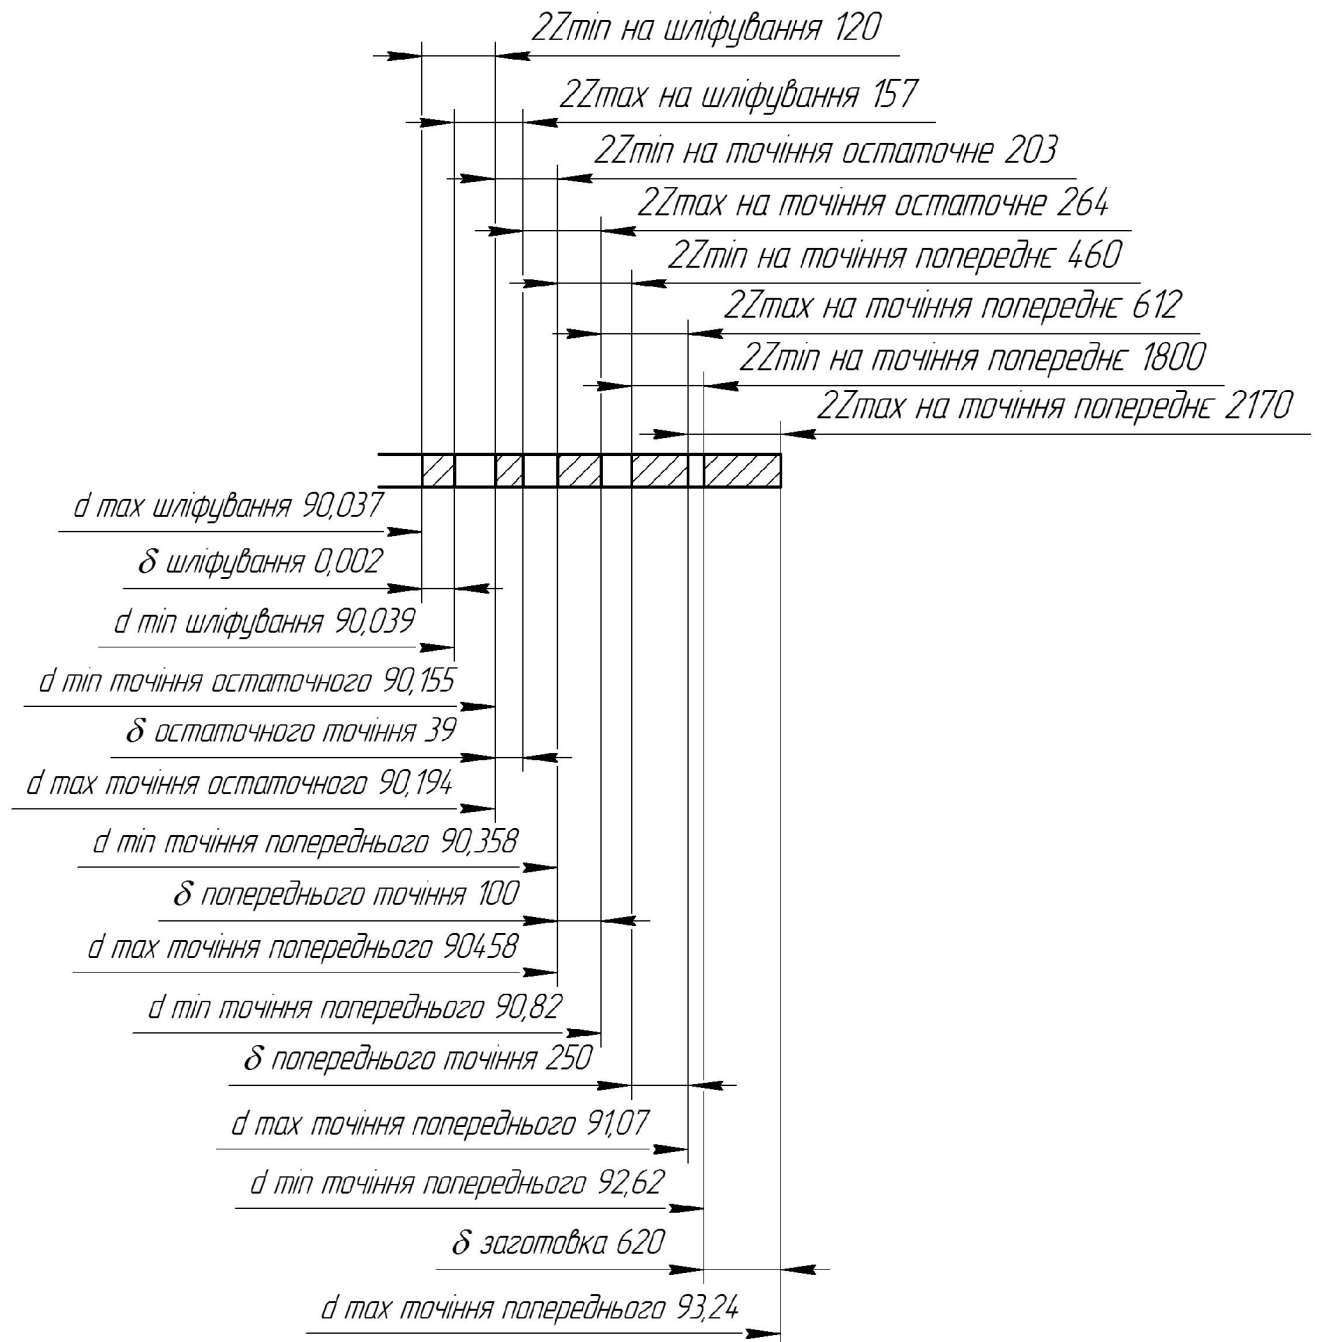 2Zmin на шліфування 120
2Zmax на шліфування 157
2Zmin на точіння остаточне 203
2Zmax на точіння остаточне 264
2Zmin на точіння попереднє 460
2Zmax на точіння попереднє 612
2Zmin на точіння попереднє 1800
2Zmax на точіння попереднє 2170
d max шліфування 90,037
δ шліфування 0,002
d min шліфування 90,039
d min точіння остаточного 90,155
δ остаточного точіння 39
d max точіння остаточного 90,194
d min точіння попереднього 90,358
δ попереднього точіння 100
d max точіння попереднього 90458
d min точіння попереднього 90,82
δ попереднього точіння 250
d max точіння попереднього 91,07
d min точіння попереднього 92,62
δ заготовка 620
d max точіння попереднього 93,24